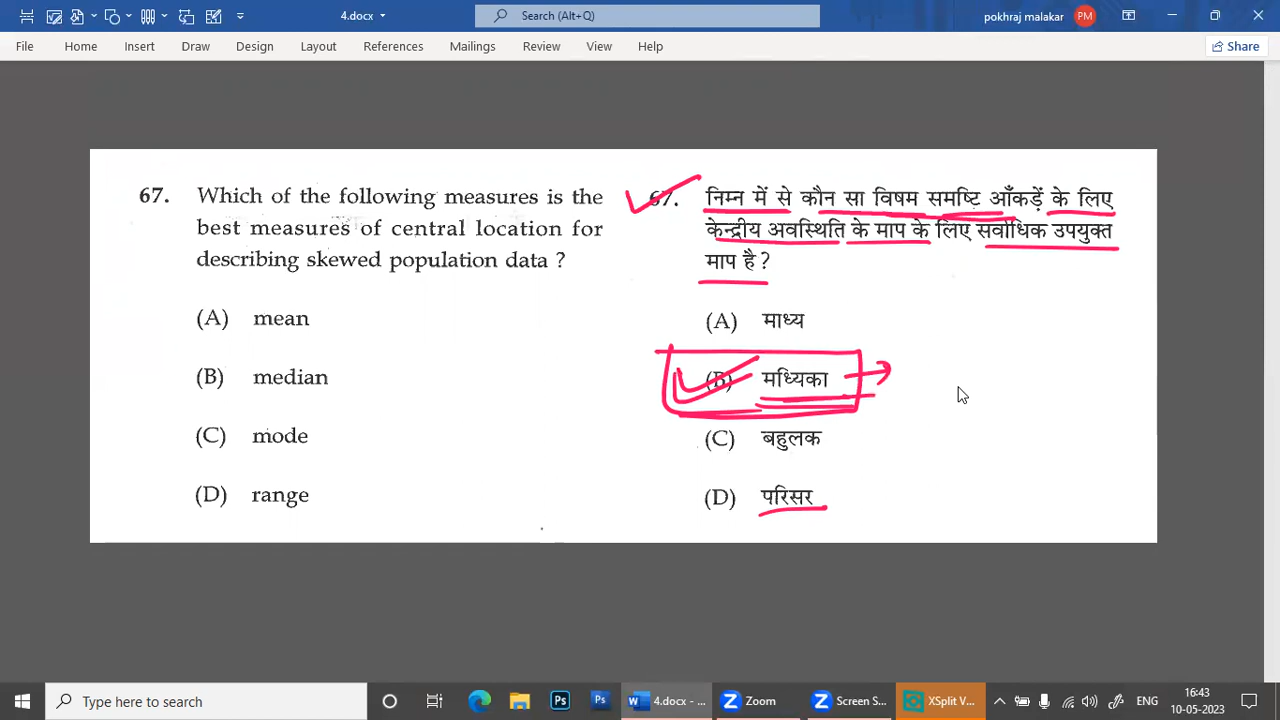 4.docx
Search (Alt+Q)
pokhraj malakar PM
File Home Insert Draw Design Layout References Mailings Review View Help Share
67. Which of the following measures is the
best measures of central location for
describing skewed population data ?
(A) mean
(B) median
(C) mode
(D) range
67. निम्न में से कौन सा विषम समष्टि आँकड़ें के लिए
केन्द्रीय अवस्थिति के माप के लिए सर्वाधिक उपयुक्त
माप है ?
(A) माध्य
(B) मध्यिका
(C) बहुलक
(D) परिसर
Type here to search Ps Ps 4.docx - ... Zoom Screen S... XSplit V... ENG 16:43
10-05-2023